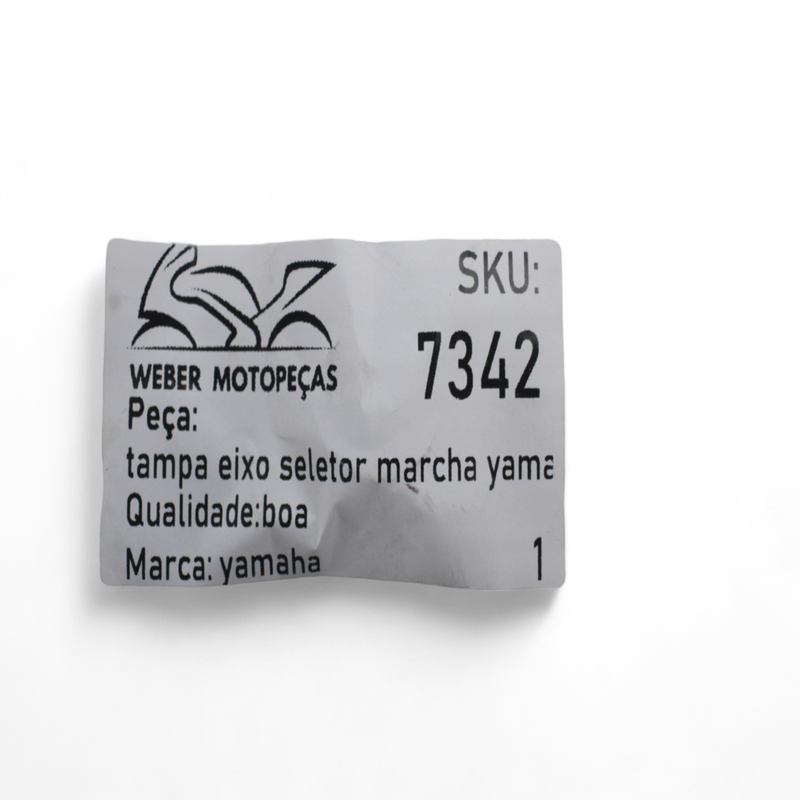 WEBER MOTOPEÇAS
SKU:
7342
Peça:
tampa eixo seletor marcha yama
Qualidade:boa
Marca: yamaha
1